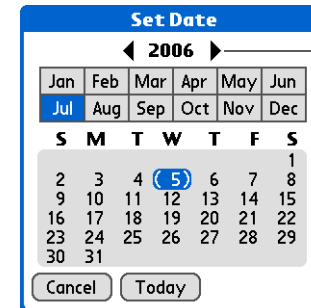 Set Date
2006
Jan Feb Mar Apr May Jun
Jul Aug Sep Oct Nov Dec
S M T W T F S
1
2 3 4 (5) 6 7 8
9 10 11 12 13 14 15
16 17 18 19 20 21 22
23 24 25 26 27 28 29
30 31
Cancel Today